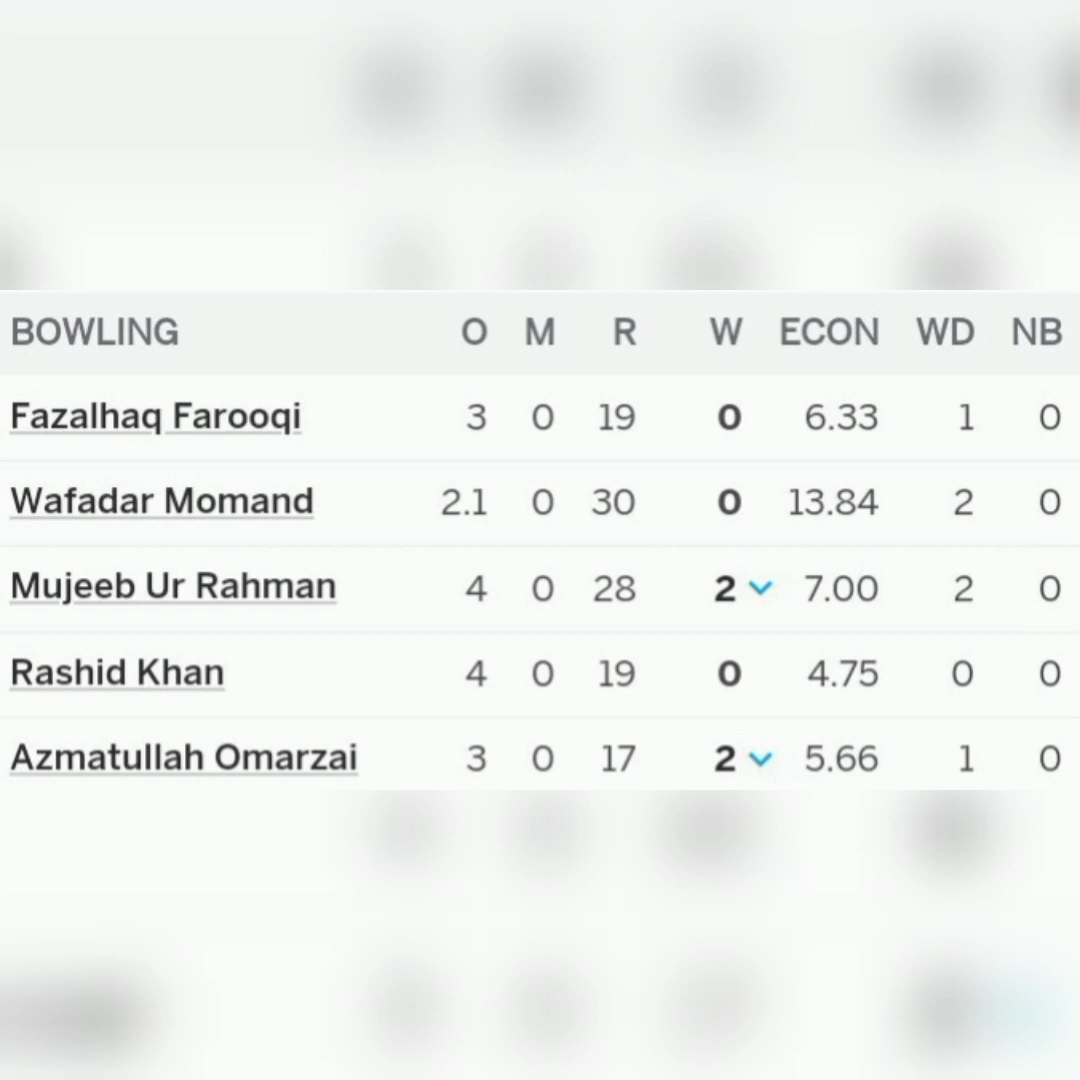 BOWLING O M R W ECON WD NB
Fazalhaq Farooqi 3 0 19 0 6.33 1 0
Wafadar Momand 2.1 0 30 0 13.84 2 0
Mujeeb Ur Rahman 4 0 28 2 7.00 2 0
Rashid Khan 4 0 19 0 4.75 0 0
Azmatullah Omarzai 3 0 17 2 5.66 1 0